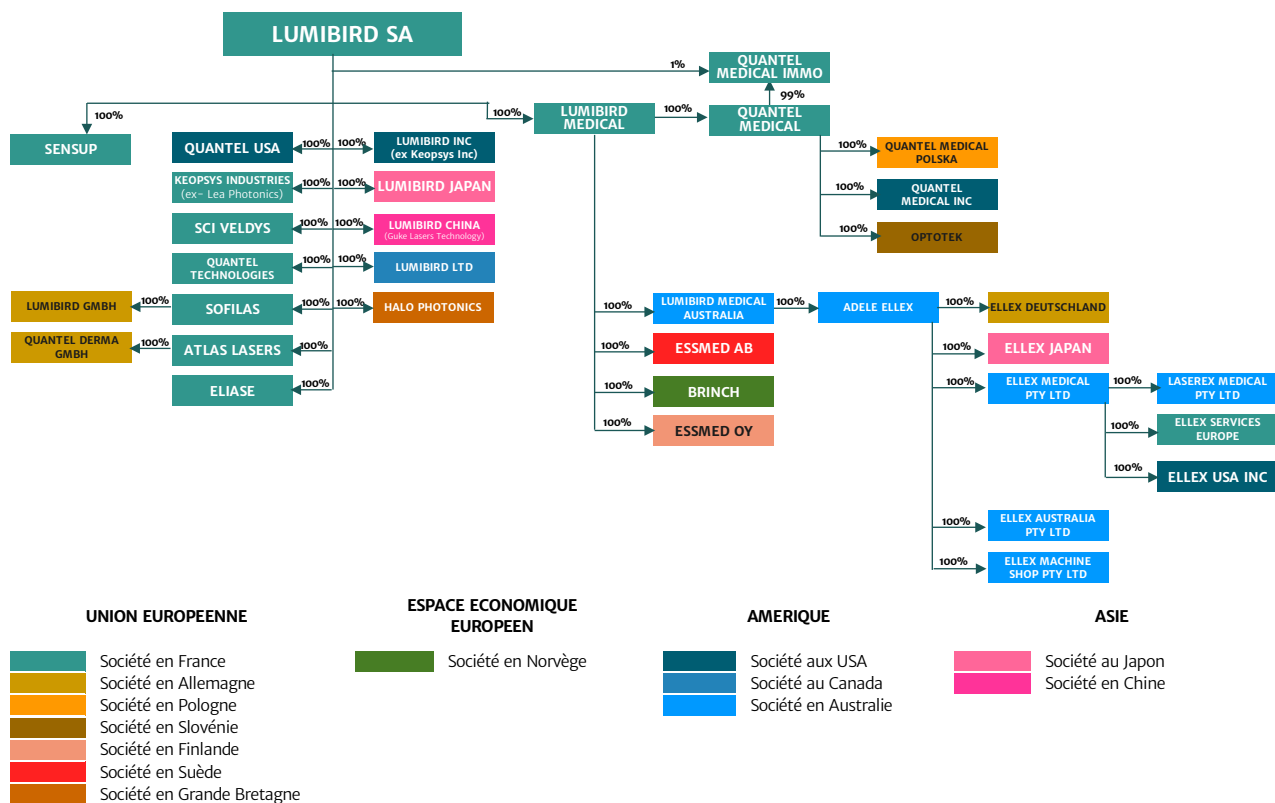 LUMIBIRD SA
1%
QUANTEL
MEDICAL IMMO
99%
100%
SENSUP
100%
LUMIBIRD
MEDICAL
100%
QUANTEL
MEDICAL
QUANTEL USA
100%
100%
LUMIBIRD INC
(ex Keopsys Inc)
KEOPSYS INDUSTRIES
(ex- Lea Photonics)
100%
100%
LUMIBIRD JAPAN
SCI VELDYS
100%
100%
LUMIBIRD CHINA
(Guke Lasers Technology)
QUANTEL
TECHNOLOGIES
100%
100%
LUMIBIRD LTD
LUMIBIRD GMBH
100%
SOFILAS
100%
100%
HALO PHOTONICS
QUANTEL DERMA
GMBH
100%
ATLAS LASERS
100%
ELIASE
100%
100%
QUANTEL MEDICAL
POLSKA
100%
QUANTEL
MEDICAL INC
100%
OPTOTEK
100%
LUMIBIRD MEDICAL
AUSTRALIA
100%
ADELE ELLEX
100%
ELLEX DEUTSCHLAND
100%
ESSMED AB
100%
BRINCH
100%
ESSMED OY
100%
ELLEX JAPAN
100%
ELLEX MEDICAL
PTY LTD
100%
LASEREX MEDICAL
PTY LTD
100%
ELLEX SERVICES
EUROPE
100%
ELLEX USA INC
100%
ELLEX AUSTRALIA
PTY LTD
100%
ELLEX MACHINE
SHOP PTY LTD
UNION EUROPEENNE
Société en France
Société en Allemagne
Société en Pologne
Société en Slovénie
Société en Finlande
Société en Suède
Société en Grande Bretagne
ESPACE ECONOMIQUE
EUROPEEN
Société en Norvège
AMERIQUE
Société aux USA
Société au Canada
Société en Australie
ASIE
Société au Japon
Société en Chine